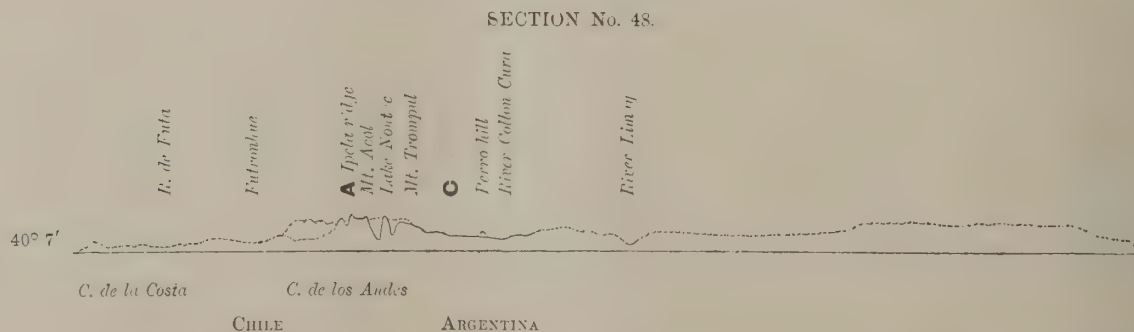 SECTION No. 48.
R. de Futa
Futronhue
A Ipela ridge
Mt. Acol
Lake
Mt. Trompul
C
Perro hill
River Collon Cura
River Limay
40° 7′
C. de la Costa
C. de los Andes
CHILE
ARGENTINA